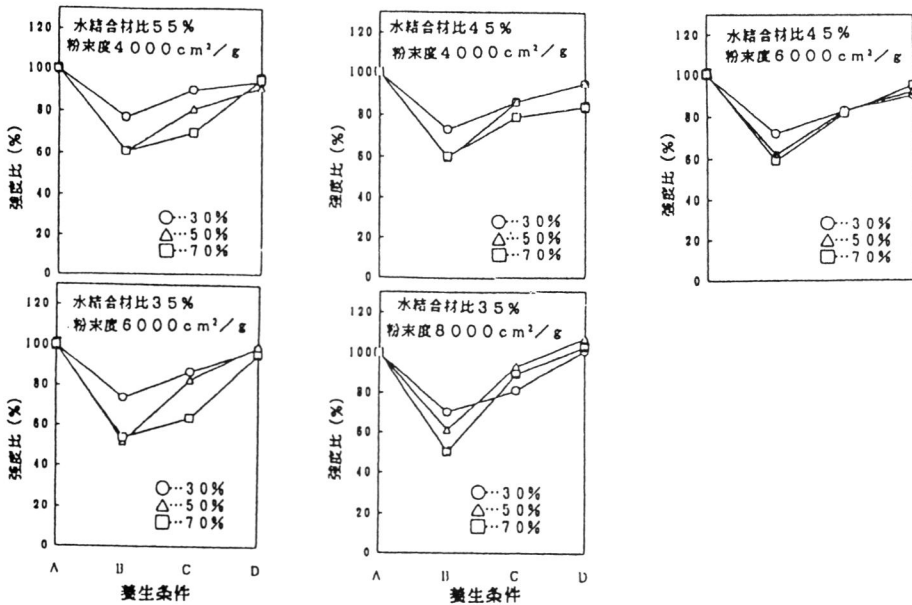 水結合材比55%
粉末度4000cm²/g
120
100
80
60
40
20
0
強度比(%)
○…30%
△…50%
□…70%
水結合材比45%
粉末度4000cm²/g
120
100
80
60
40
20
0
強度比(%)
○…30%
△…50%
□…70%
水結合材比45%
粉末度6000cm²/g
120
100
80
60
40
20
0
強度比(%)
○…30%
△…50%
□…70%
水結合材比35%
粉末度6000cm²/g
120
100
80
60
40
20
0
強度比(%)
○…30%
△…50%
□…70%
A B C D
養生条件
水結合材比35%
粉末度8000cm²/g
120
100
80
60
40
20
0
強度比(%)
○…30%
△…50%
□…70%
A B C D
養生条件